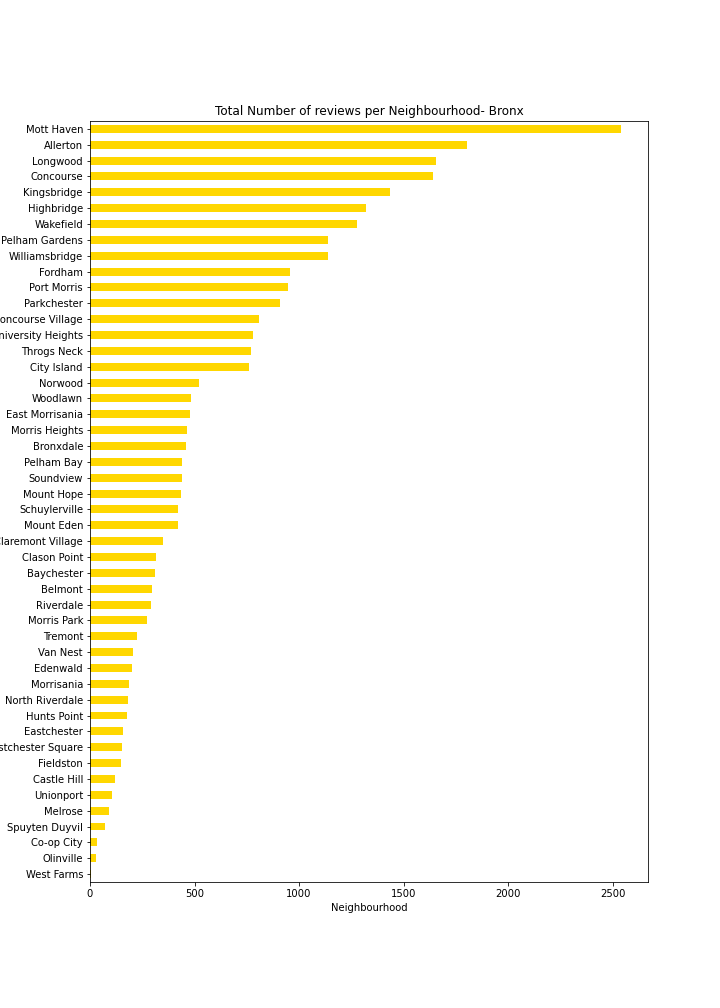 Total Number of reviews per Neighbourhood- Bronx
Mott Haven
Allerton
Longwood
Concourse
Kingsbridge
Highbridge
Wakefield
Pelham Gardens
Williamsbridge
Fordham
Port Morris
Parkchester
oncourse Village
niversity Heights
Throgs Neck
City Island
Norwood
Woodlawn
East Morrisania
Morris Heights
Bronxdale
Pelham Bay
Soundview
Mount Hope
Schuylerville
Mount Eden
laremont Village
Clason Point
Baychester
Belmont
Riverdale
Morris Park
Tremont
Van Nest
Edenwald
Morrisania
North Riverdale
Hunts Point
Eastchester
stchester Square
Fieldston
Castle Hill
Unionport
Melrose
Spuyten Duyvil
Co-op City
Olinville
West Farms
0 500 1000 1500 2000 2500
Neighbourhood